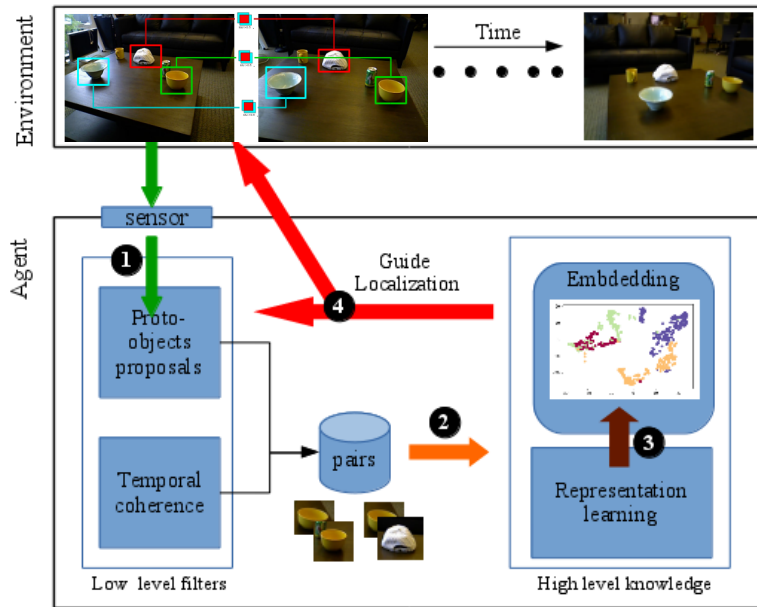 Environment
Time
Agent
sensor
1
Proto-
objects
proposals
Temporal
coherence
Low level filters
pairs
2
Guide
Localization
4
Embdedding
3
Representation
learning
High level knowledge